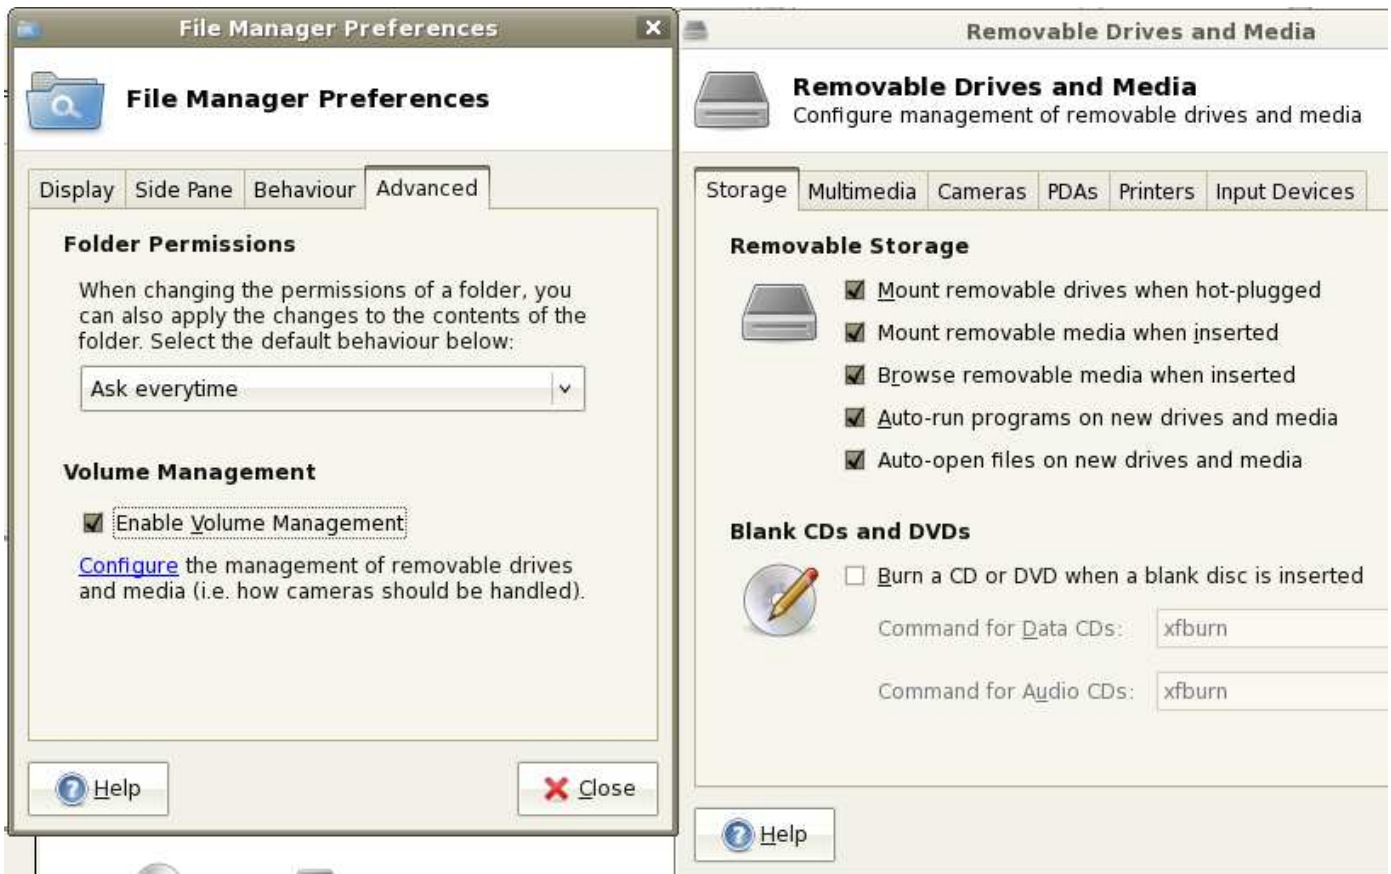 File Manager Preferences
File Manager Preferences
Display Side Pane Behaviour Advanced
Folder Permissions
When changing the permissions of a folder, you
can also apply the changes to the contents of the
folder. Select the default behaviour below:
Ask everytime
Volume Management
Enable Volume Management
Configure the management of removable drives
and media (i.e. how cameras should be handled).
Help
Close
Removable Drives and Media
Removable Drives and Media
Configure management of removable drives and media
Storage Multimedia Cameras PDAs Printers Input Devices
Removable Storage
Mount removable drives when hot-plugged
Mount removable media when inserted
Browse removable media when inserted
Auto-run programs on new drives and media
Auto-open files on new drives and media
Blank CDs and DVDs
Burn a CD or DVD when a blank disc is inserted
Command for Data CDs: xfburn
Command for Audio CDs: xfburn
Help